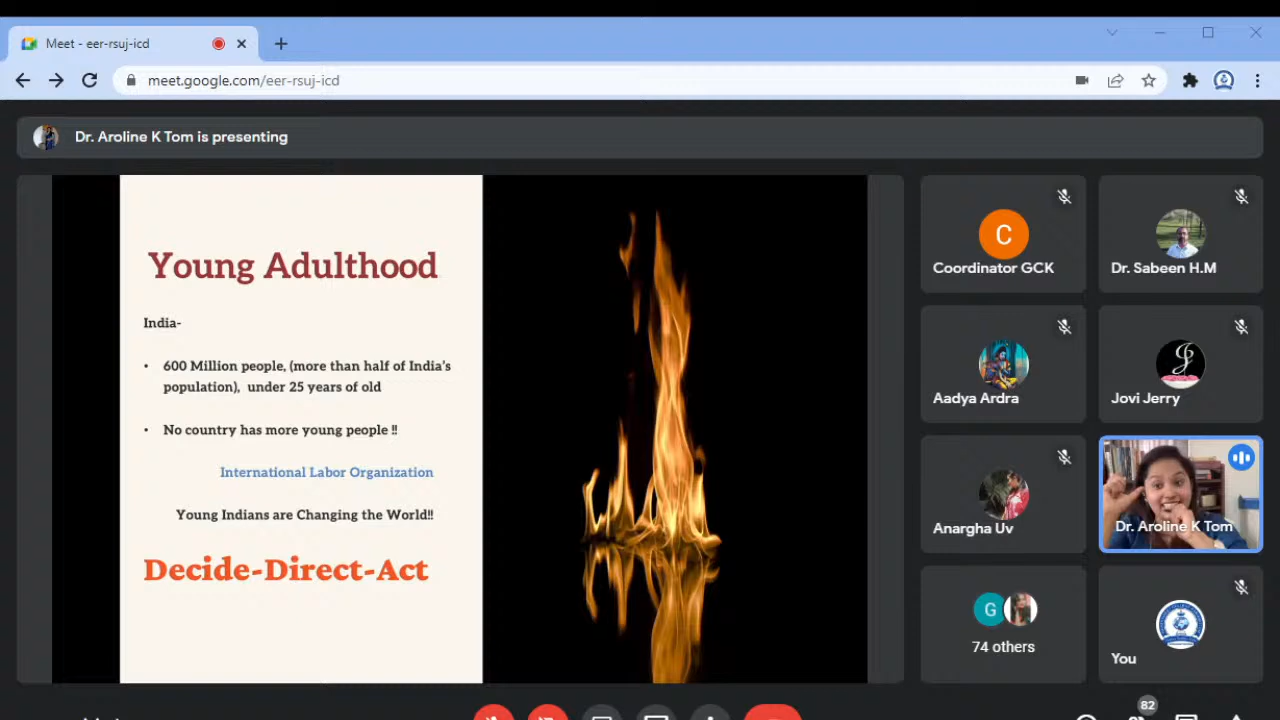 Meet - eer-rsuj-icd
meet.google.com/eer-rsuj-icd
Dr. Aroline K Tom is presenting
Young Adulthood
India-
• 600 Million people, (more than half of India's
population), under 25 years of old
• No country has more young people !!
International Labor Organization
Young Indians are Changing the World!!
Decide-Direct-Act
C
Coordinator GCK
Dr. Sabeen H.M
Aadya Ardra
Jovi Jerry
Anargha Uv
Dr. Aroline K Tom
G
74 others
You
82